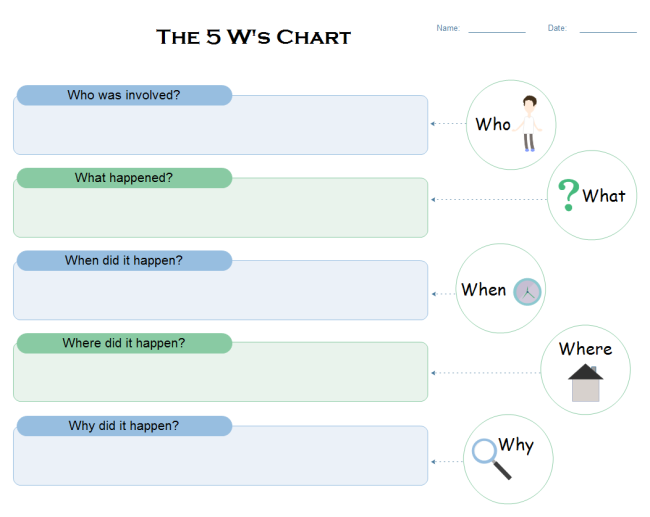 The 5 W's Chart
Name: Date:
Who was involved?
Who
What happened?
What
When did it happen?
When
Where did it happen?
Where
Why did it happen?
Why